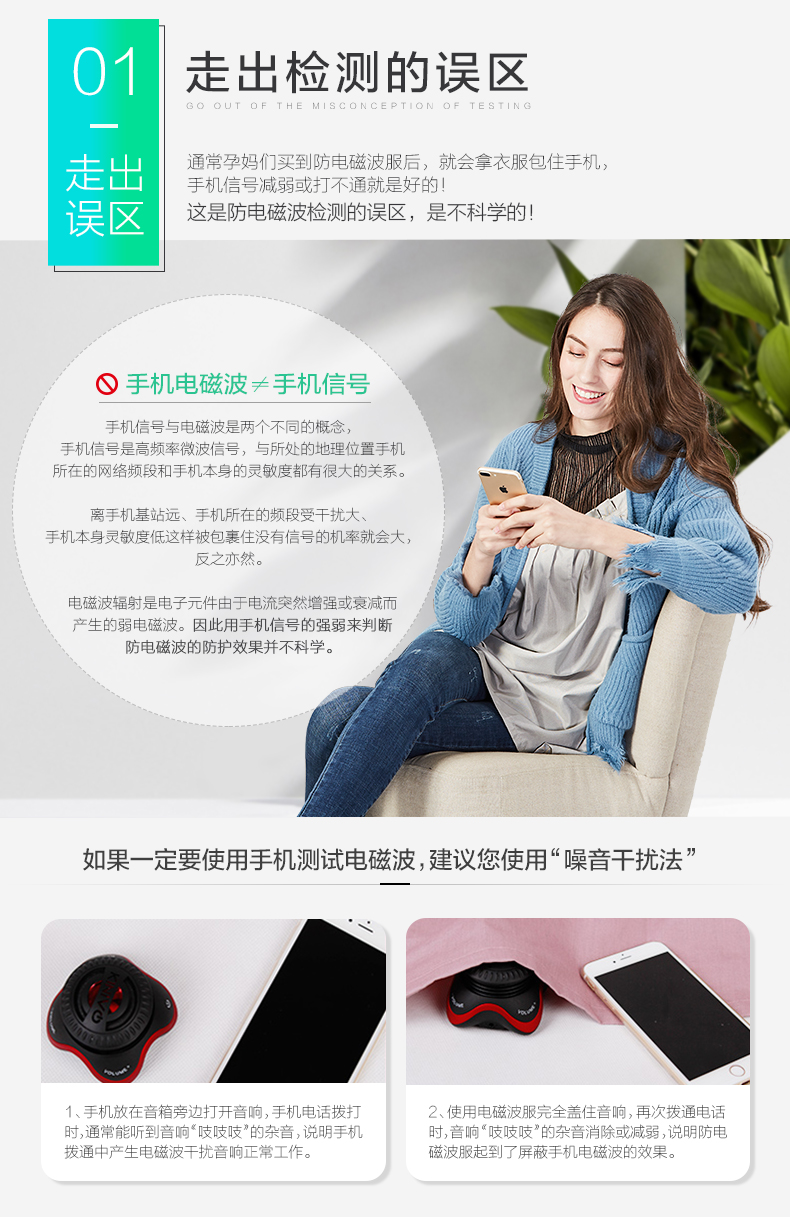 01
走出
误区
走出检测的误区
GO OUT OF THE MISCONCEPTION OF TESTING
通常孕妈们买到防电磁波服后，就会拿衣服包住手机，
手机信号减弱或打不通就是好的！
这是防电磁波检测的误区，是不科学的！
手机电磁波≠手机信号
手机信号与电磁波是两个不同的概念，
手机信号是高频率微波信号，与所处的地理位置手机
所在的网络频段和手机本身的灵敏度都有很大的关系。
离手机基站远、手机所在的频段受干扰大、
手机本身灵敏度低这样被包裹住没有信号的机率就会大，
反之亦然。
电磁波辐射是电子元件由于电流突然增强或衰减而
产生的弱电磁波。因此用手机信号的强弱来判断
防电磁波的防护效果并不科学。
如果一定要使用手机测试电磁波，建议您使用“噪音干扰法”
VOLUME+
VOLUME
VOLUME+
1、手机放在音箱旁边打开音响，手机电话拨打
时，通常能听到音响“吱吱吱”的杂音，说明手机
拨通中产生电磁波干扰音响正常工作。
2、使用电磁波服完全盖住音响，再次拨通电话
时，音响“吱吱吱”的杂音消除或减弱，说明防电
磁波服起到了屏蔽手机电磁波的效果。